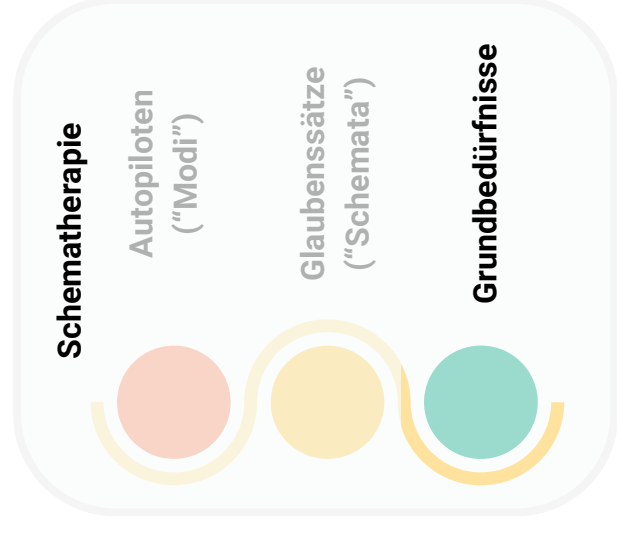 Schematherapie
Autopiloten
(“Modi”)
Glaubenssätze
(“Schemata”)
Grundbedürfnisse